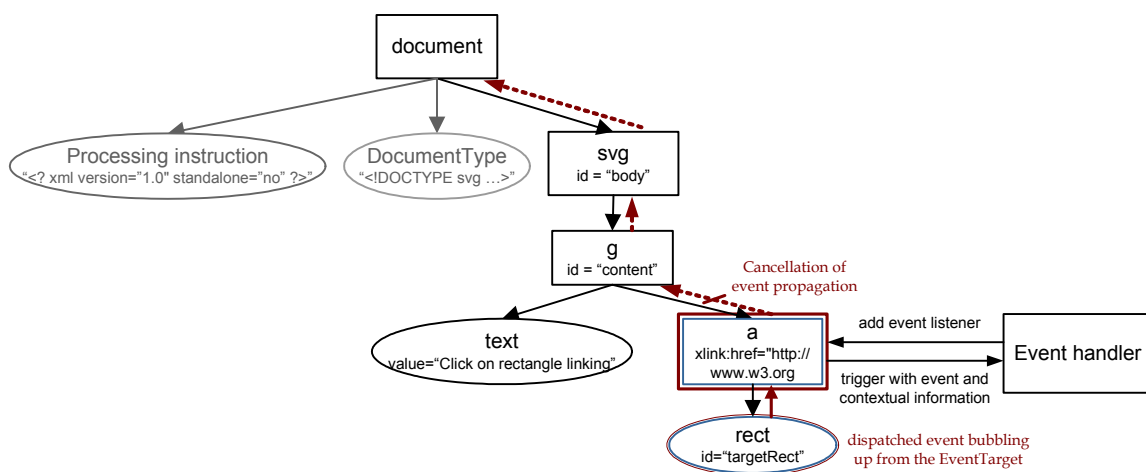 document
Processing instruction
“<? xml version=”1.0" standalone=”no” ?>”
DocumentType
“<!DOCTYPE svg …>”
svg
id = “body”
g
id = “content”
Cancellation of
event propagation
text
value=“Click on rectangle linking”
a
xlink:href="http://
www.w3.org
add event listener
Event handler
trigger with event and
contextual information
rect
id=“targetRect”
dispatched event bubbling
up from the EventTarget